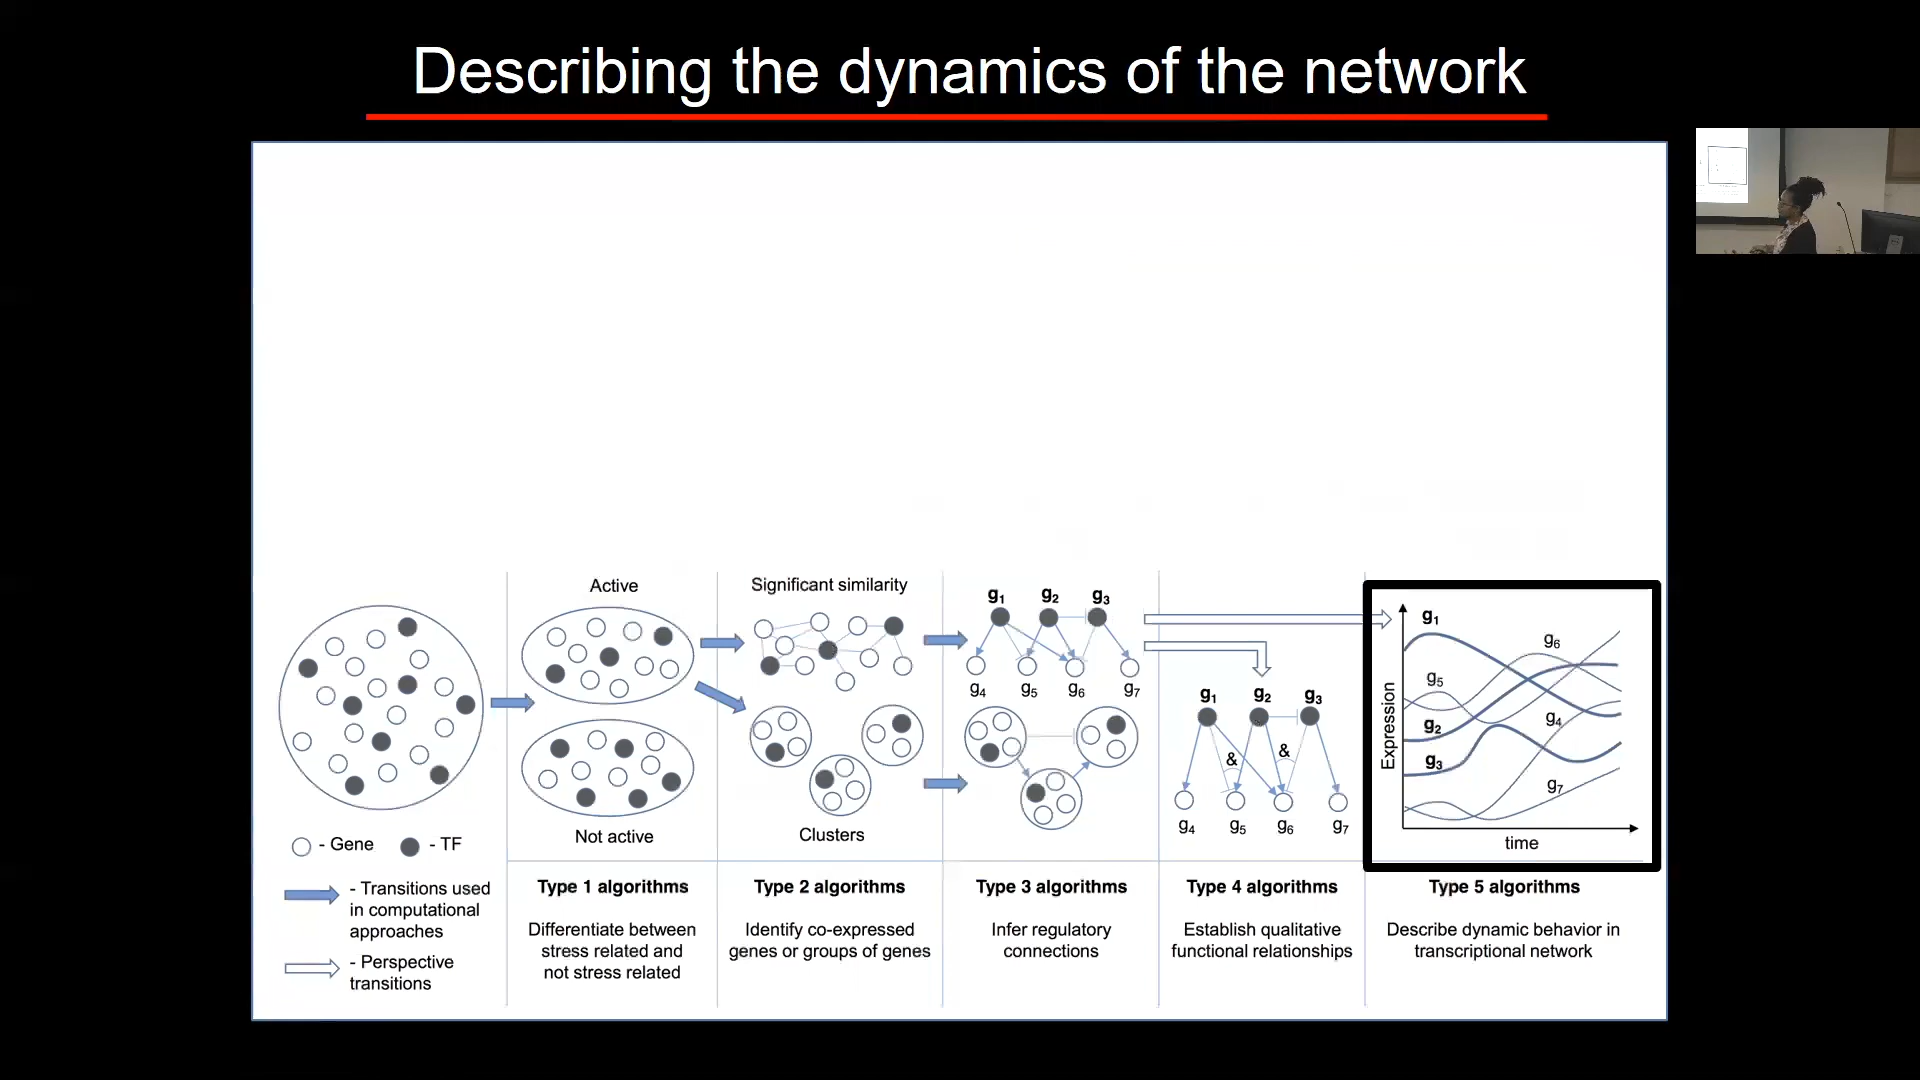 Describing the dynamics of the network
Active
Not active
- Gene
- TF
- Transitions used
in computational
approaches
- Perspective
transitions
Type 1 algorithms
Differentiate between
stress related and
not stress related
Significant similarity
Clusters
Type 2 algorithms
Identify co-expressed
genes or groups of genes
g1 g2 g3
g4 g5 g6 g7
Type 3 algorithms
Infer regulatory
connections
g1 g2 g3
& &
g4 g5 g6 g7
Type 4 algorithms
Establish qualitative
functional relationships
Expression
g1
g6
g5
g2
g4
g3
g7
time
Type 5 algorithms
Describe dynamic behavior in
transcriptional network